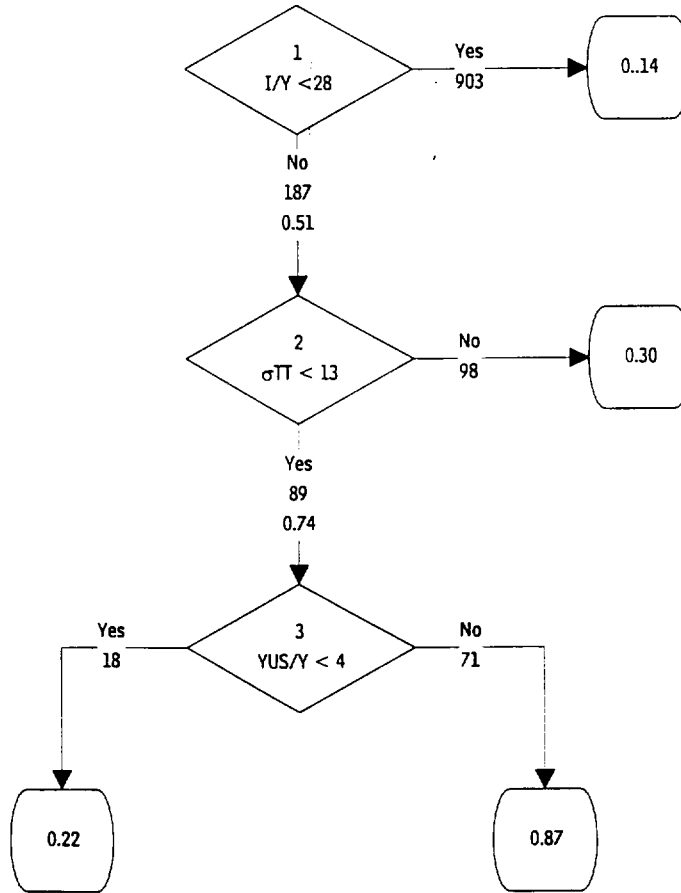 1
I/Y <28
Yes
903
0..14
No
187
0.51
2
σTT < 13
No
98
0.30
Yes
89
0.74
3
YUS/Y < 4
Yes
18
No
71
0.22
0.87